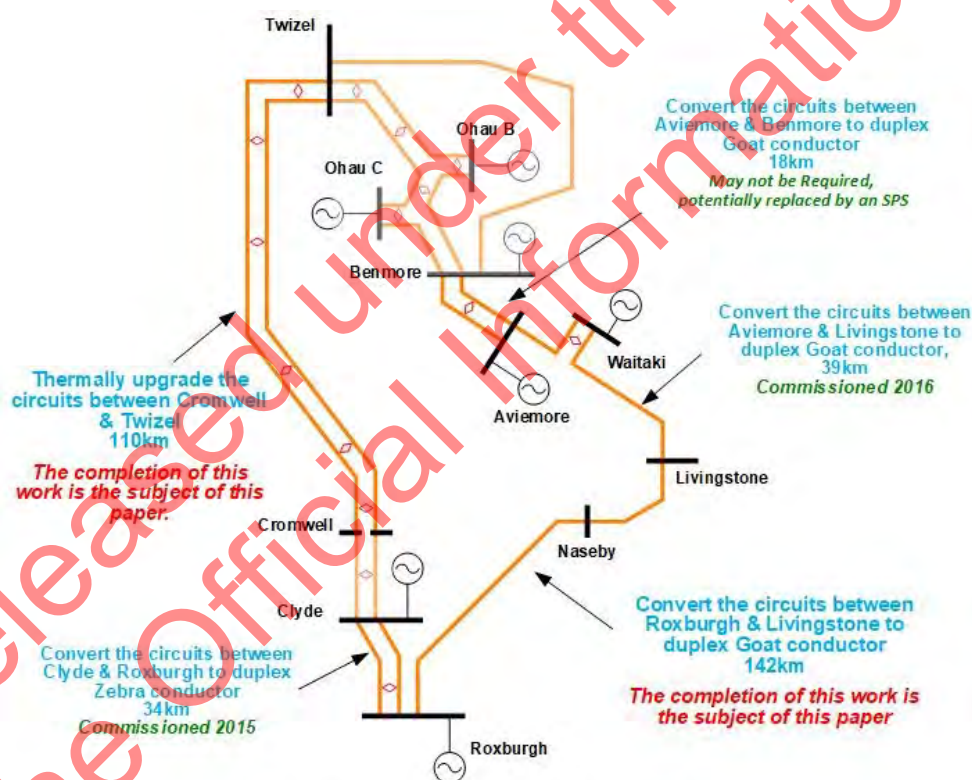 Twizel
Convert the circuits between
Aviemore & Benmore to duplex
Goat conductor
18km
May not be Required,
potentially replaced by an SPS
Ohau B
Ohau C
Benmore
Convert the circuits between
Aviemore & Livingstone to
duplex Goat conductor,
39km
Commissioned 2016
Waitaki
Thermally upgrade the
circuits between Cromwell
& Twizel
110km
The completion of this
work is the subject of this
paper.
Aviemore
Livingstone
Cromwell
Naseby
Clyde
Convert the circuits between
Roxburgh & Livingstone to
duplex Goat conductor
142km
The completion of this work is
the subject of this paper
Convert the circuits between
Clyde & Roxburgh to duplex
Zebra conductor
34km
Commissioned 2015
Roxburgh
eleased under th
e Official Informatio